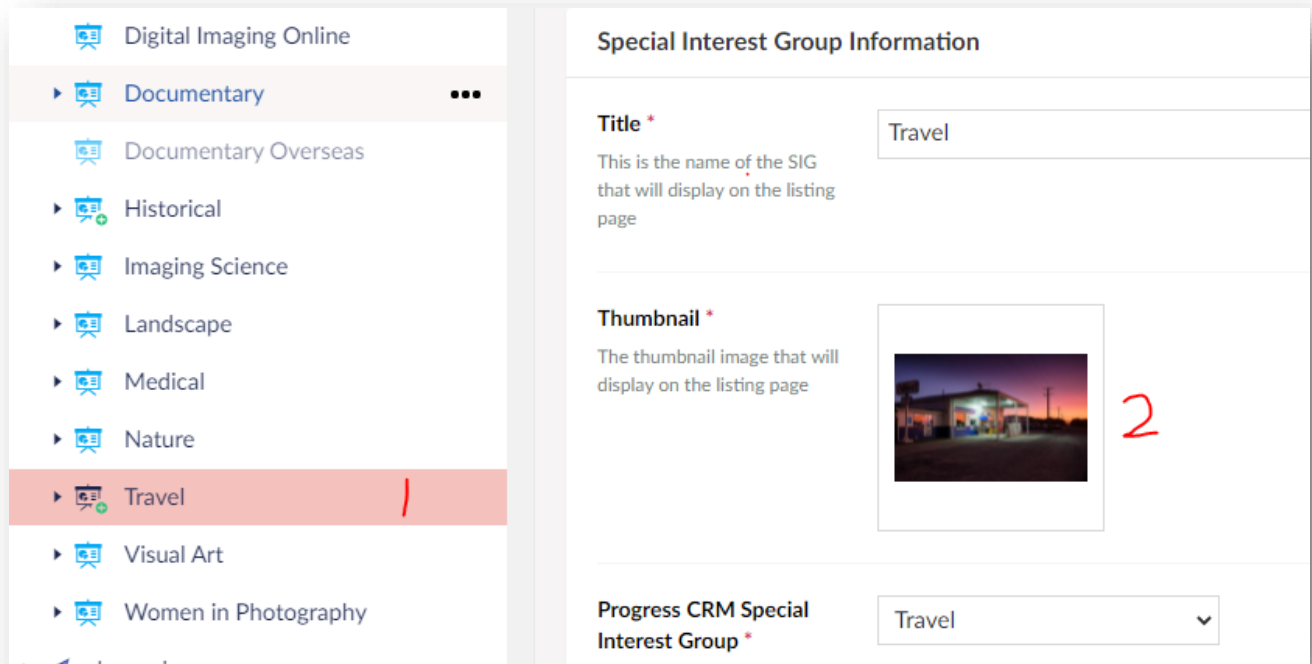 Digital Imaging Online
Documentary
Documentary Overseas
Historical
Imaging Science
Landscape
Medical
Nature
Travel 1
Visual Art
Women in Photography
Special Interest Group Information
Title *
This is the name of the SIG
that will display on the listing
page
Travel
Thumbnail *
The thumbnail image that will
display on the listing page
2
Progress CRM Special
Interest Group *
Travel